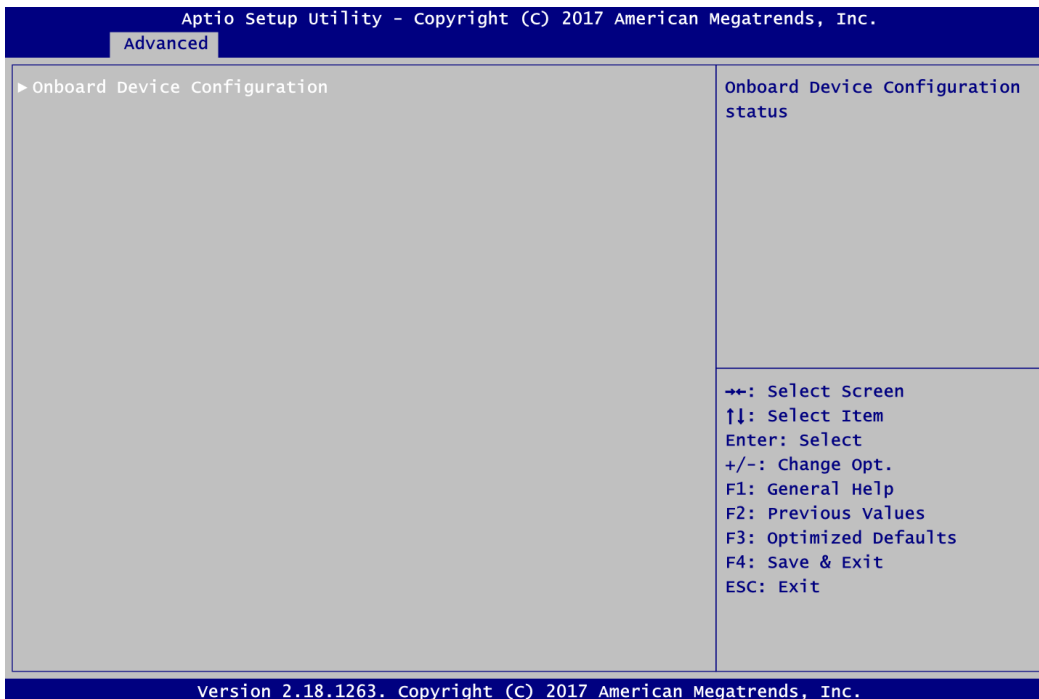 Aptio Setup Utility - Copyright (C) 2017 American Megatrends, Inc.
Advanced
►Onboard Device Configuration
Onboard Device Configuration
status
→←: Select Screen
↑↓: Select Item
Enter: Select
+/-: Change Opt.
F1: General Help
F2: Previous Values
F3: Optimized Defaults
F4: Save & Exit
ESC: Exit
Version 2.18.1263. Copyright (C) 2017 American Megatrends, Inc.